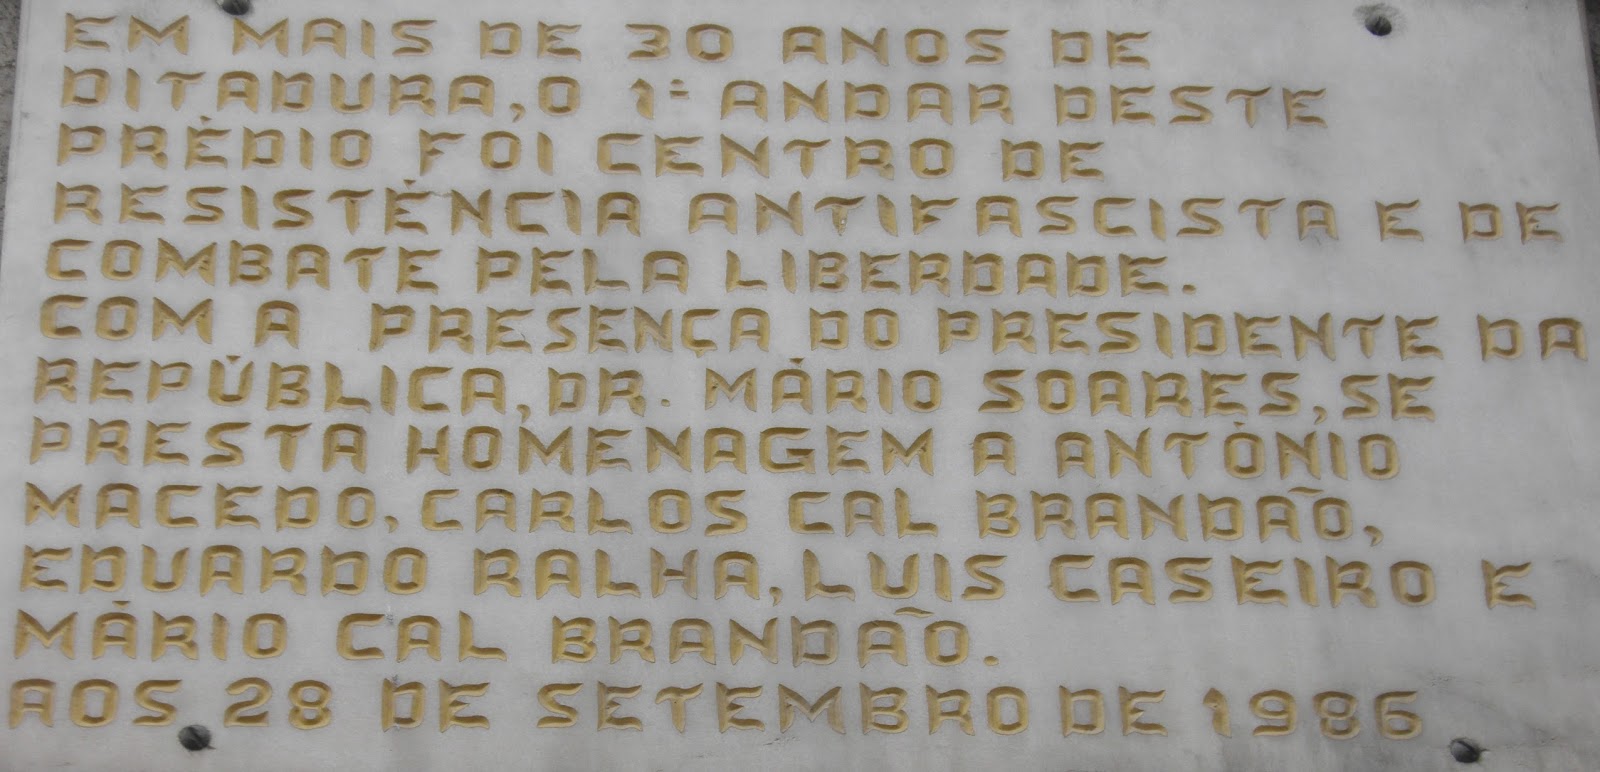 EM MAIS DE 30 ANOS DE
DITADURA, O 1º ANDAR DESTE
PRÉDIO FOI CENTRO DE
RESISTÊNCIA ANTIFASCISTA E DE
COMBATE PELA LIBERDADE.
COM A PRESENÇA DO PRESIDENTE DA
REPÚBLICA, DR. MÁRIO SOARES, SE
PRESTA HOMENAGEM A ANTÓNIO
MACEDO, CARLOS CAL BRANDÃO,
EDUARDO RALHA, LUIS CASEIRO E
MÁRIO CAL BRANDÃO.
AOS 28 DE SETEMBRO DE 1986